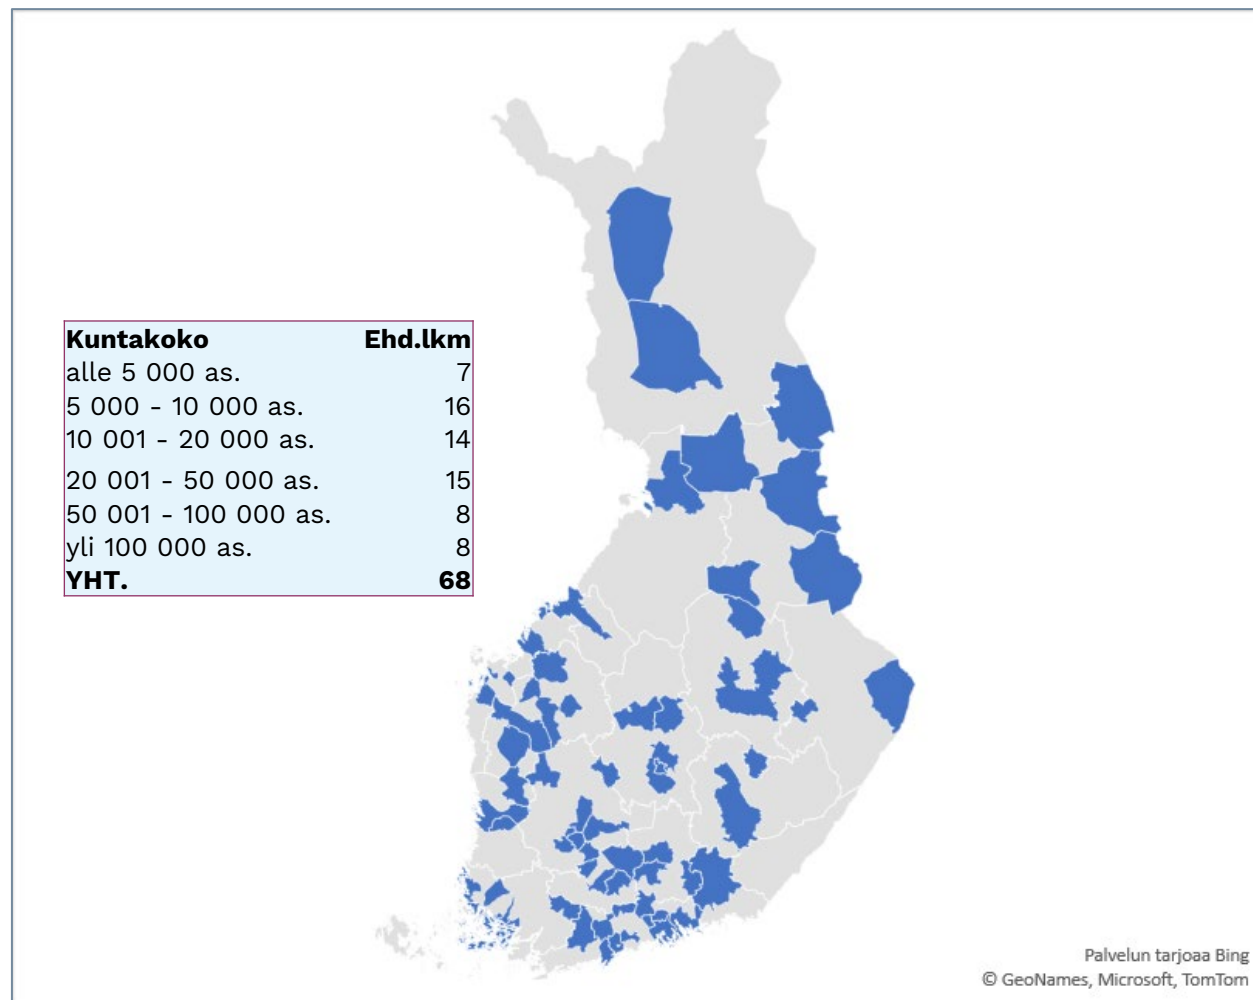 Kuntakoko Ehd.lkm
alle 5 000 as. 7
5 000 - 10 000 as. 16
10 001 - 20 000 as. 14
20 001 - 50 000 as. 15
50 001 - 100 000 as. 8
yli 100 000 as. 8
YHT. 68
Palvelun tarjoaa Bing
© GeoNames, Microsoft, TomTom